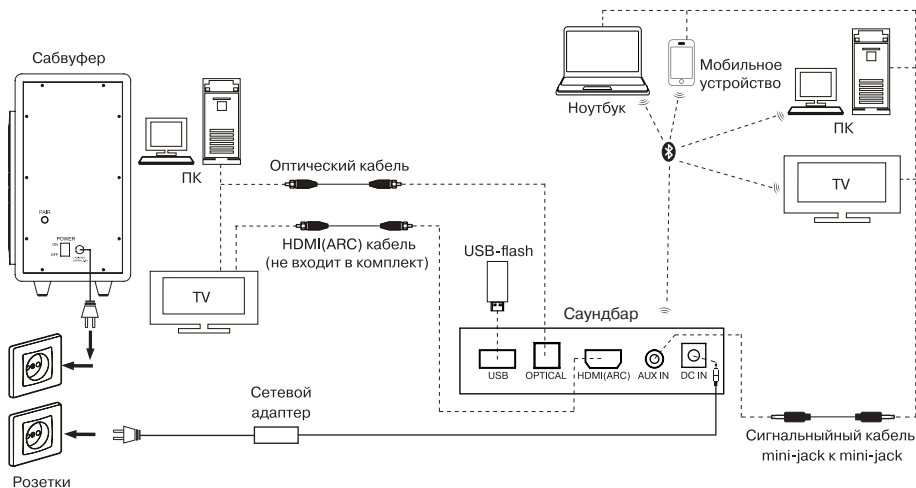 Сабвуфер
ПК
PAIR
POWER
ON
OFF
TV
Оптический кабель
HDMI(ARC) кабель
(не входит в комплект)
USB-flash
Ноутбук
Мобильное
устройство
ПК
TV
Саундбар
USB
OPTICAL
HDMI(ARC)
AUX IN
DC IN
Сетевой
адаптер
Сигнальныйный кабель
mini-jack к mini-jack
Розетки